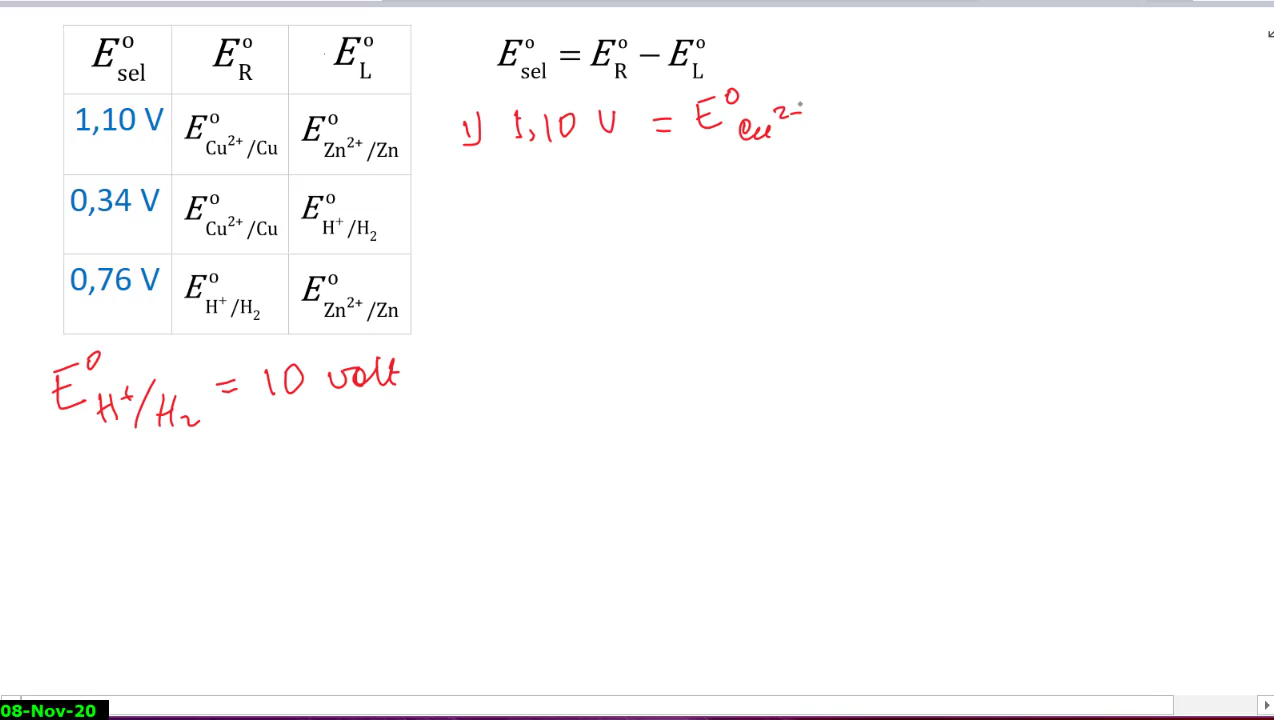 E°sel E°R E°L
1,10 V E°Cu²⁺/Cu E°Zn²⁺/Zn
0,34 V E°Cu²⁺/Cu E°H⁺/H₂
0,76 V E°H⁺/H₂ E°Zn²⁺/Zn
E°H⁺/H₂ = 10 volt
E°sel = E°R − E°L
1) 1,10 V = E°Cu²⁻
08-Nov-20